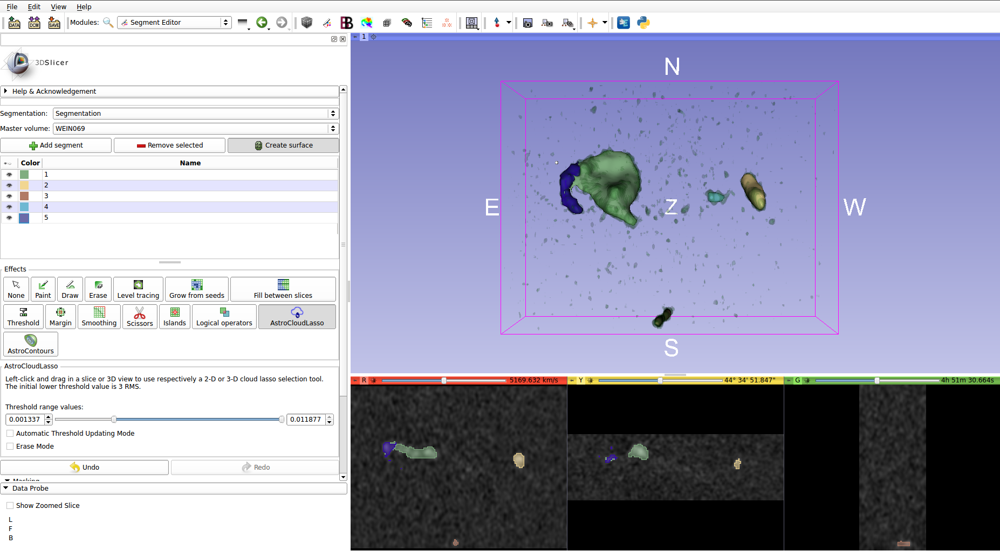 File Edit View Help
DATA DCM SAVE Modules: Segment Editor
1
3DSlicer
Help & Acknowledgement
Segmentation: Segmentation
Master volume: WEIN069
Add segment Remove selected Create surface
Color Name
1
2
3
4
5
Effects
None Paint Draw Erase Level tracing Grow from seeds Fill between slices
Threshold Margin Smoothing Scissors Islands Logical operators AstroCloudLasso
AstroContours
AstroCloudLasso
Left-click and drag in a slice or 3D view to use respectively a 2-D or 3-D cloud lasso selection tool.
The initial lower threshold value is 3 RMS.
Threshold range values:
0.001337 0.011877
Automatic Threshold Updating Mode
Erase Mode
Undo Redo
Masking
Data Probe
Show Zoomed Slice
L
F
B
N
E Z W
S
R 5169.632 km/s Y 44° 34' 51.847" G 4h 51m 30.664s